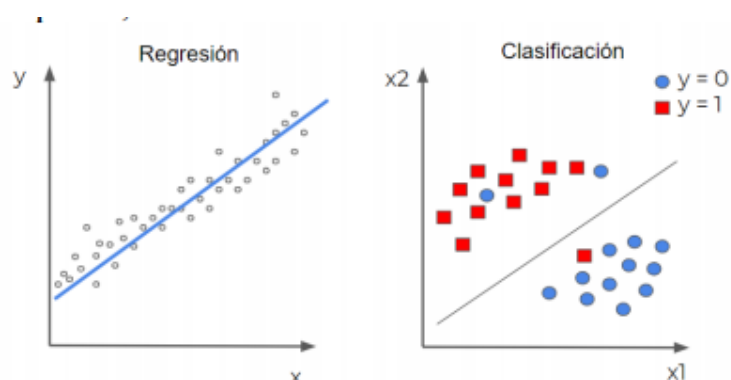 Regresión
y
x
Clasificación
x2
y = 0
y = 1
x1